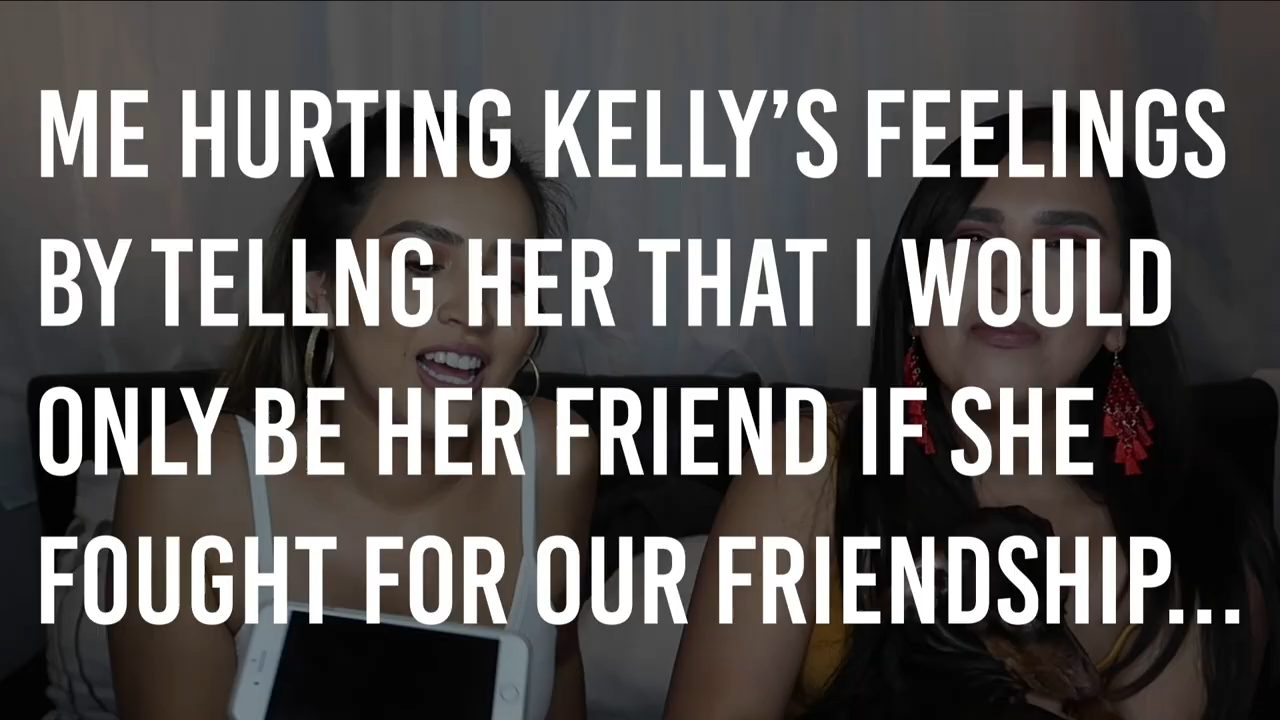 ME HURTING KELLY'S FEELINGS
BY TELLNG HER THAT I WOULD
ONLY BE HER FRIEND IF SHE
FOUGHT FOR OUR FRIENDSHIP...